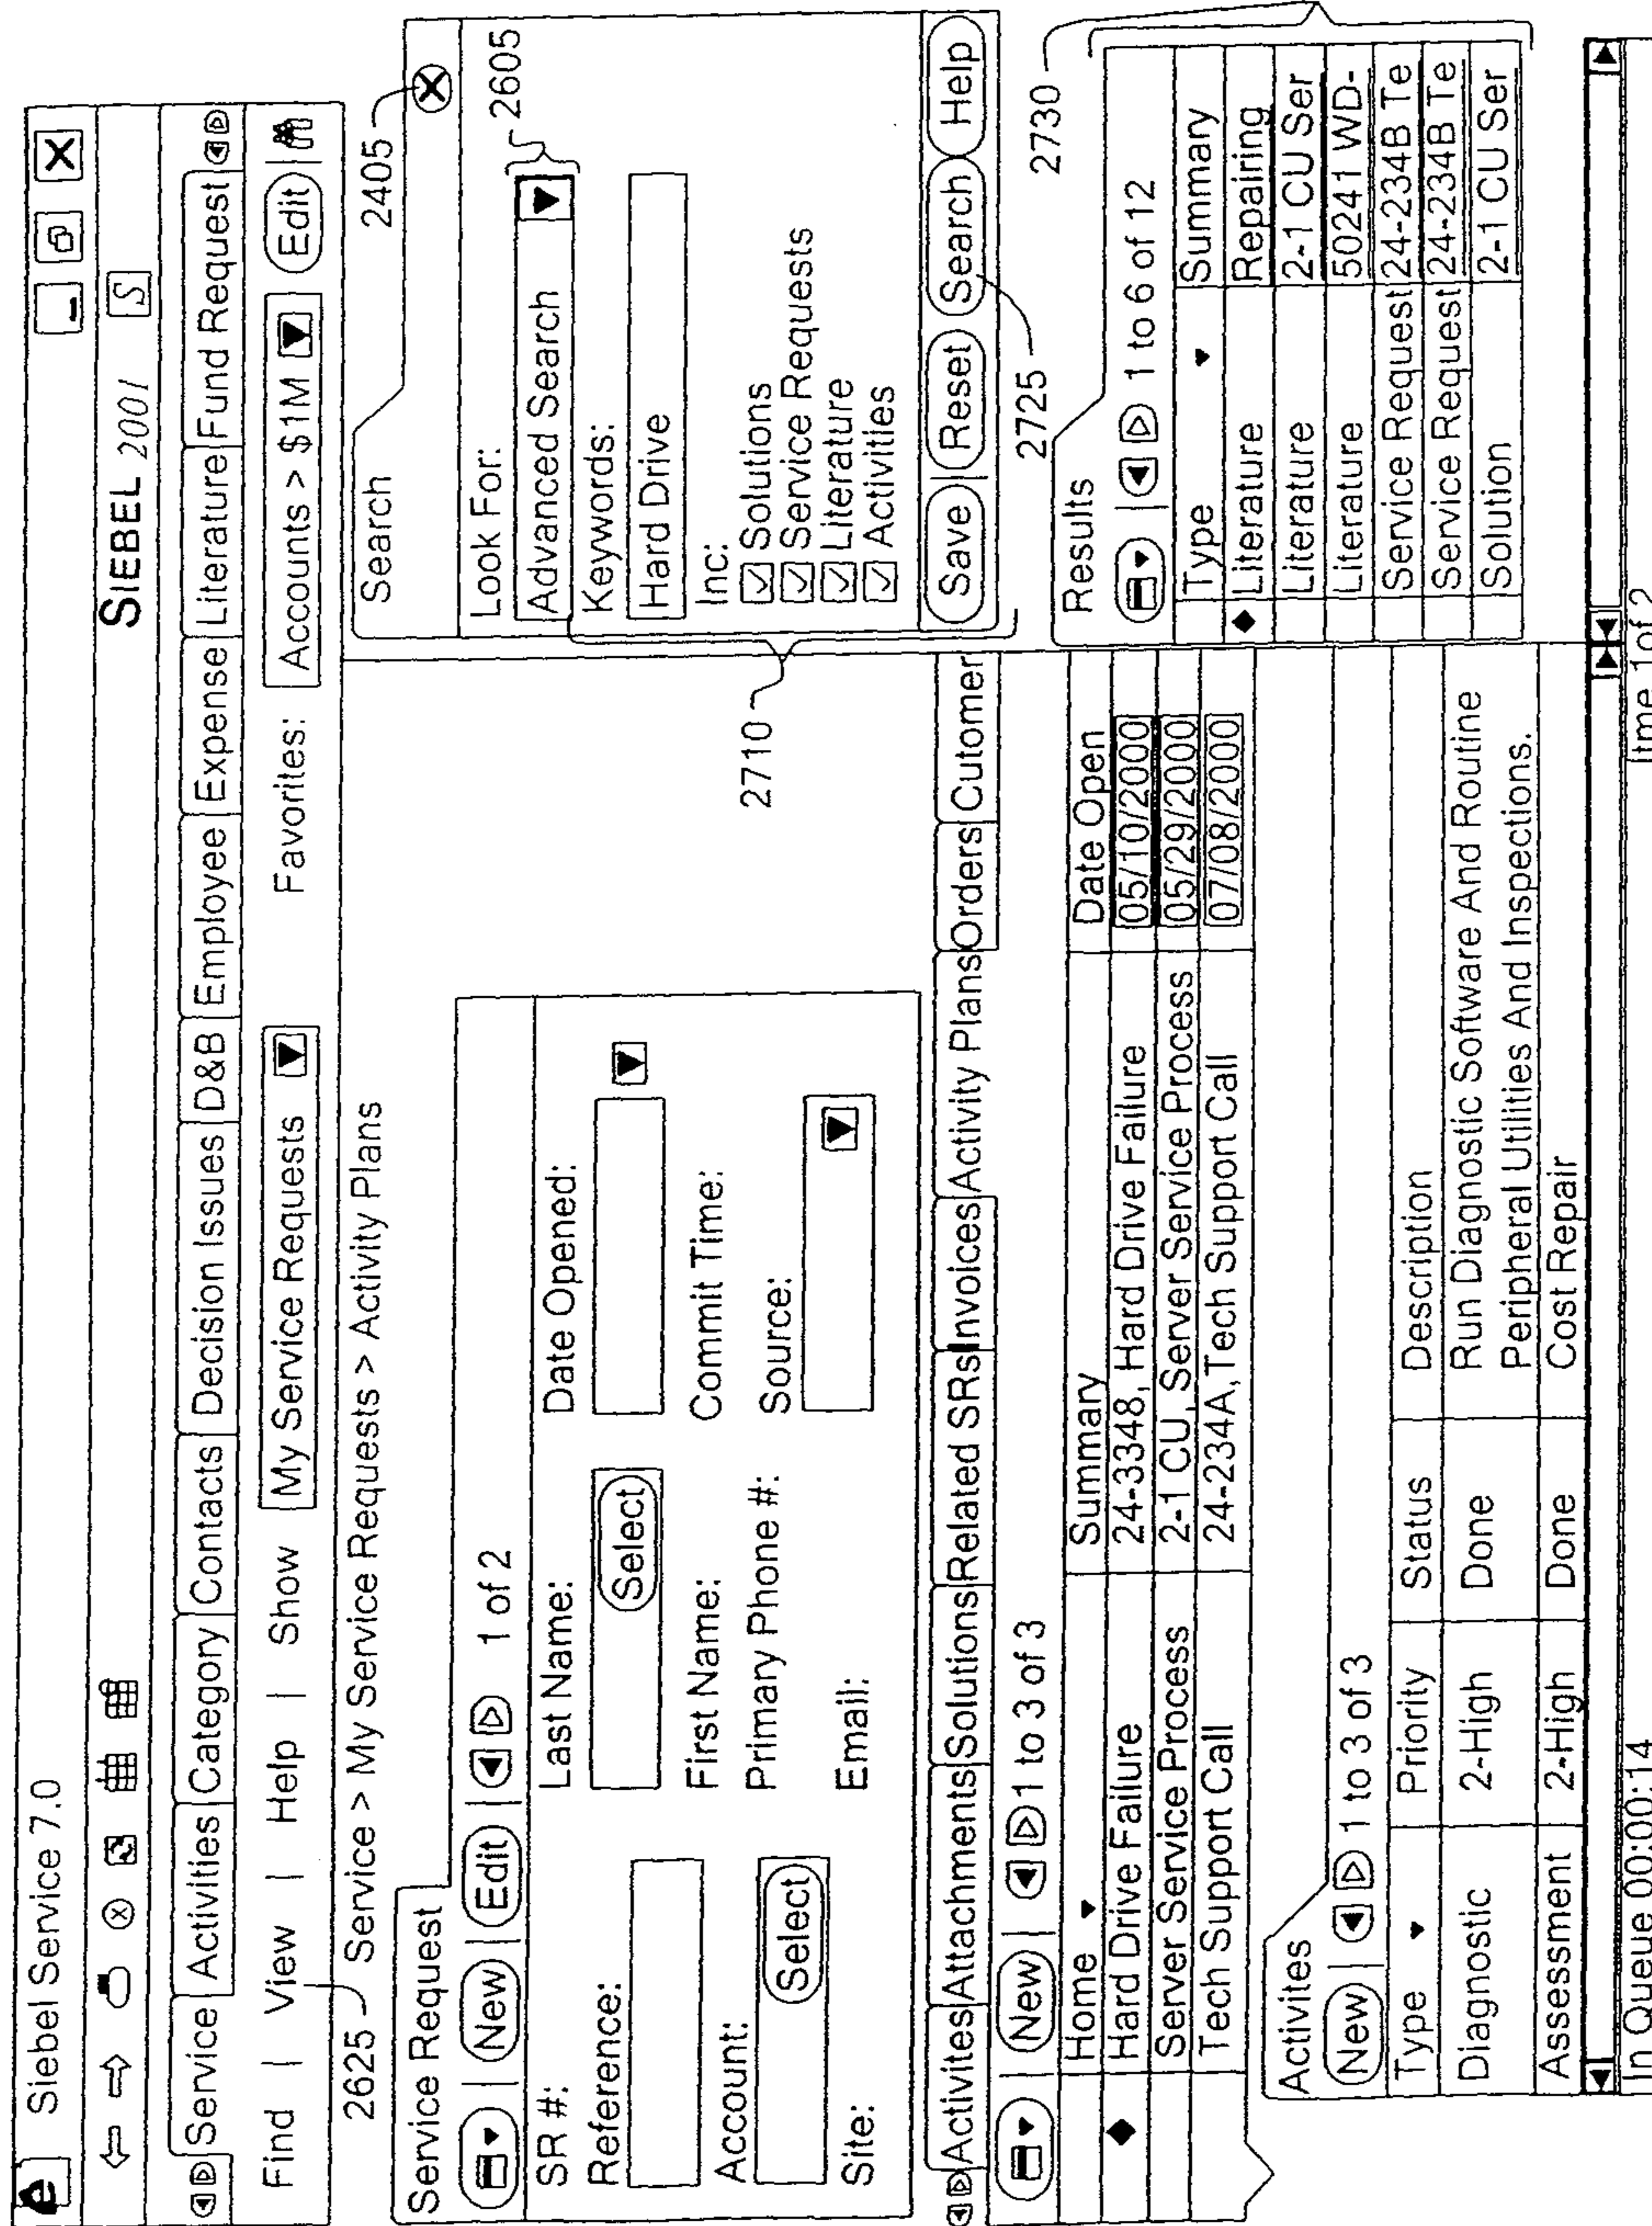 Siebel Service 7.0
SIEBEL 2001 S
Service Activities Category Contacts Decision Issues D&B Employee Expense Literature Fund Request
Find | View | Help | Show My Service Requests Favorites: Accounts > $1M Edit
2625 Service > My Service Requests > Activity Plans
Service Request
New | Edit | 1 of 2
SR #:
Last Name:
Date Opened:
Reference:
Select
First Name:
Commit Time:
Account:
Select
Primary Phone #:
Source:
Site:
Email:
Search
2405
Look For:
Advanced Search
2605
Keywords:
Hard Drive
Inc:
Solutions
Service Requests
Literature
Activities
2710
Save | Reset Search Help
2725
2730
Activites Attachments Solutions Related SRs Invoices Activity Plans Orders Cutomer
New | 1 to 3 of 3
Home Summary Date Open
Hard Drive Failure 24-3348, Hard Drive Failure 05/10/2000
Server Service Process 2-1 CU, Server Service Process 05/29/2000
Tech Support Call 24-234A,Tech Support Call 07/08/2000
Results
1 to 6 of 12
Type Summary
Literature Repairing
Literature 2-1 CU Ser
Literature 50241 WD-
Service Request 24-234B Te
Service Request 24-234B Te
Solution 2-1 CU Ser
Activites
New | 1 to 3 of 3
Type Priority Status Description
Diagnostic 2-High Done Run Diagnostic Software And Routine
Peripheral Utilities And Inspections.
Assessment 2-High Done Cost Repair
In Queue 00:00:14
Itme 1of 2